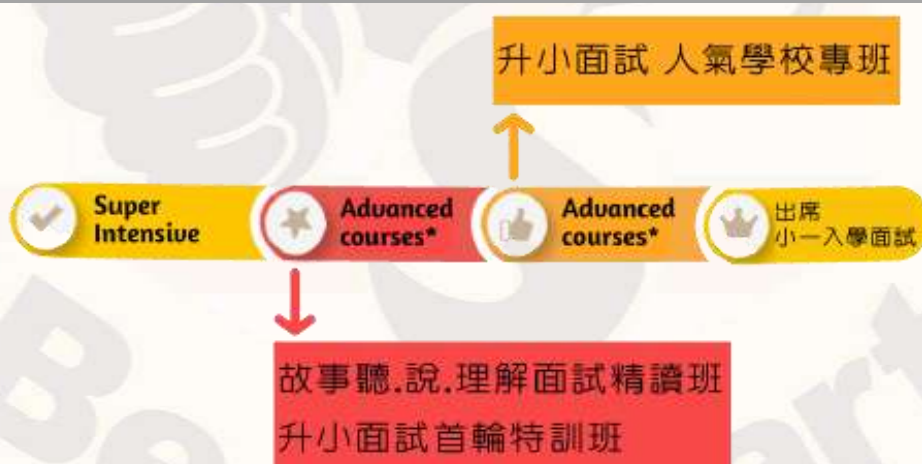 升小面試 人氣學校專班
Super
Intensive
Advanced
courses*
Advanced
courses*
出席
小一入學面試
故事聽.說.理解面試精讀班
升小面試首輪特訓班